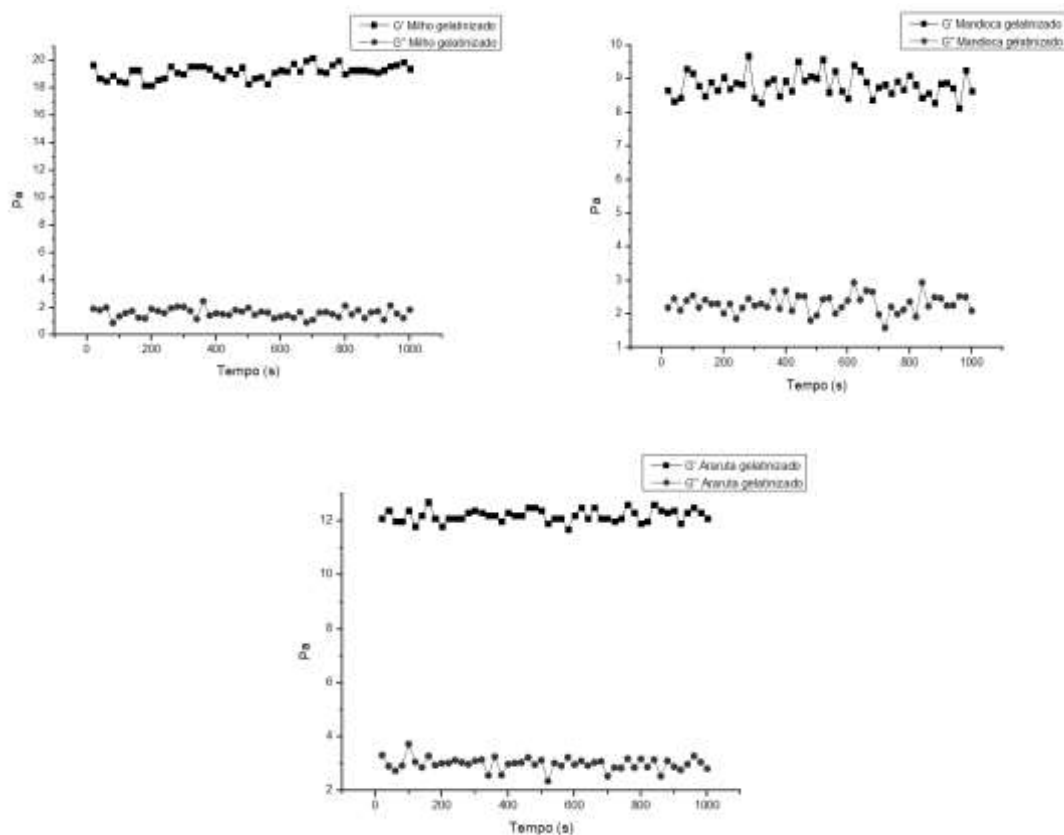 G' Milho gelatinizado
G'' Milho gelatinizado
20
18
16
14
12
10
8
6
4
2
0
Pa
0 200 400 600 800 1000
Tempo (s)
G' Mandioca gelatinizado
G'' Mandioca gelatinizado
10
9
8
7
6
5
4
3
2
1
Pa
0 200 400 600 800 1000
Tempo (s)
G' Araruta gelatinizado
G'' Araruta gelatinizado
12
10
8
6
4
2
Pa
0 200 400 600 800 1000
Tempo (s)